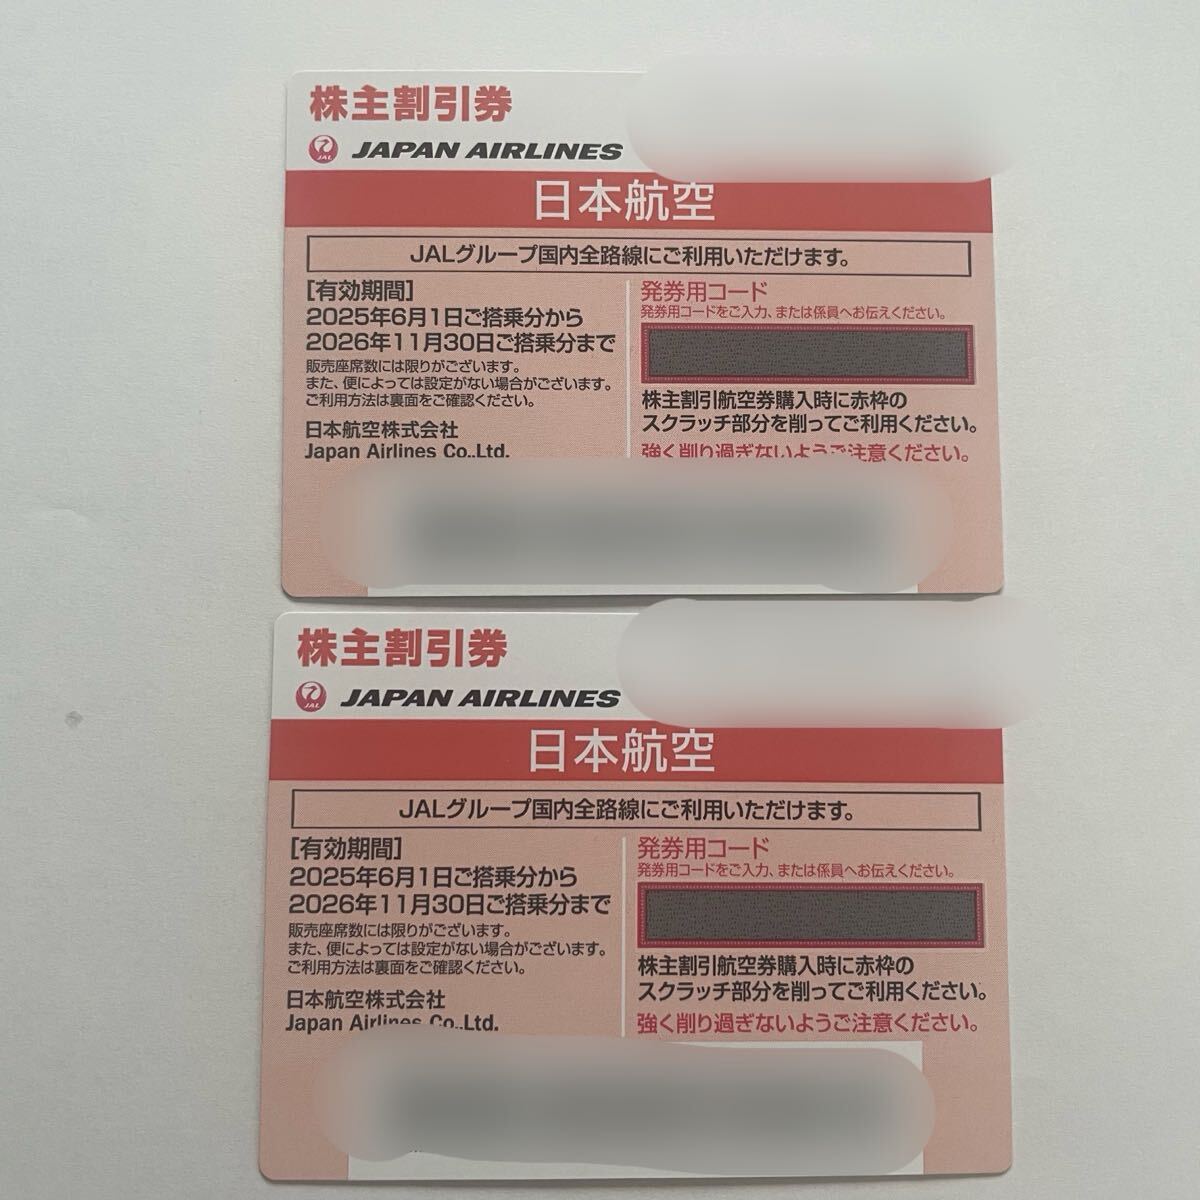 株主割引券
JAL JAPAN AIRLINES
日本航空
JALグループ国内全路線にご利用いただけます。
[有効期間]
2025年6月1日ご搭乗分から
2026年11月30日ご搭乗分まで
販売座席数には限りがございます。
また、便によっては設定がない場合がございます。
ご利用方法は裏面をご確認ください。
日本航空株式会社
Japan Airlines Co.,Ltd.
発券用コード
発券用コードをご入力、または係員へお伝えください。
株主割引航空券購入時に赤枠の
スクラッチ部分を削ってご利用ください。
強く削り過ぎないようご注意ください。
株主割引券
JAL JAPAN AIRLINES
日本航空
JALグループ国内全路線にご利用いただけます。
[有効期間]
2025年6月1日ご搭乗分から
2026年11月30日ご搭乗分まで
販売座席数には限りがございます。
また、便によっては設定がない場合がございます。
ご利用方法は裏面をご確認ください。
日本航空株式会社
Japan Airlines Co.,Ltd.
発券用コード
発券用コードをご入力、または係員へお伝えください。
株主割引航空券購入時に赤枠の
スクラッチ部分を削ってご利用ください。
強く削り過ぎないようご注意ください。